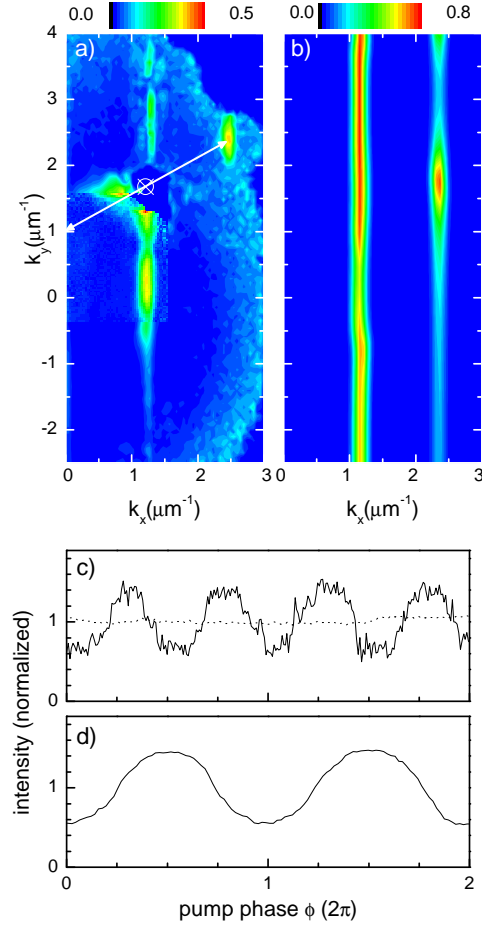 0.0 0.5 0.0 0.8
a) b)
4
3
2
1
0
-1
-2
k_y(μm⁻¹)
0 1 2 3 0 1 2 3
k_x(μm⁻¹) k_x(μm⁻¹)
c)
1
0
d)
1
0
0 1 2
intensity (normalized)
pump phase ϕ (2π)